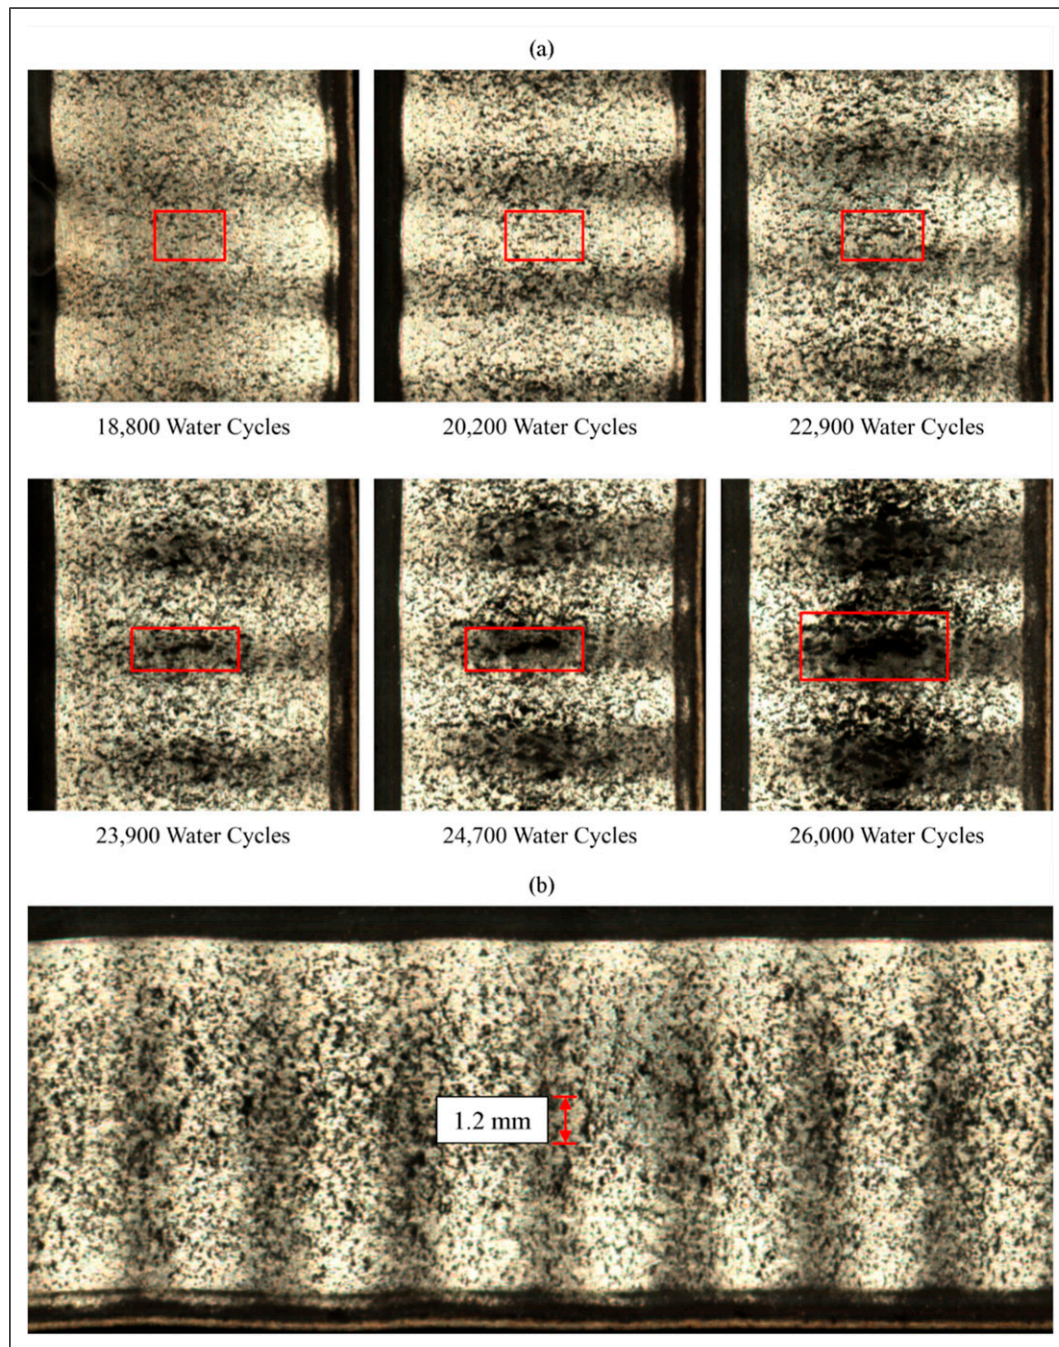 (a)
18,800 Water Cycles
20,200 Water Cycles
22,900 Water Cycles
23,900 Water Cycles
24,700 Water Cycles
26,000 Water Cycles
(b)
1.2 mm